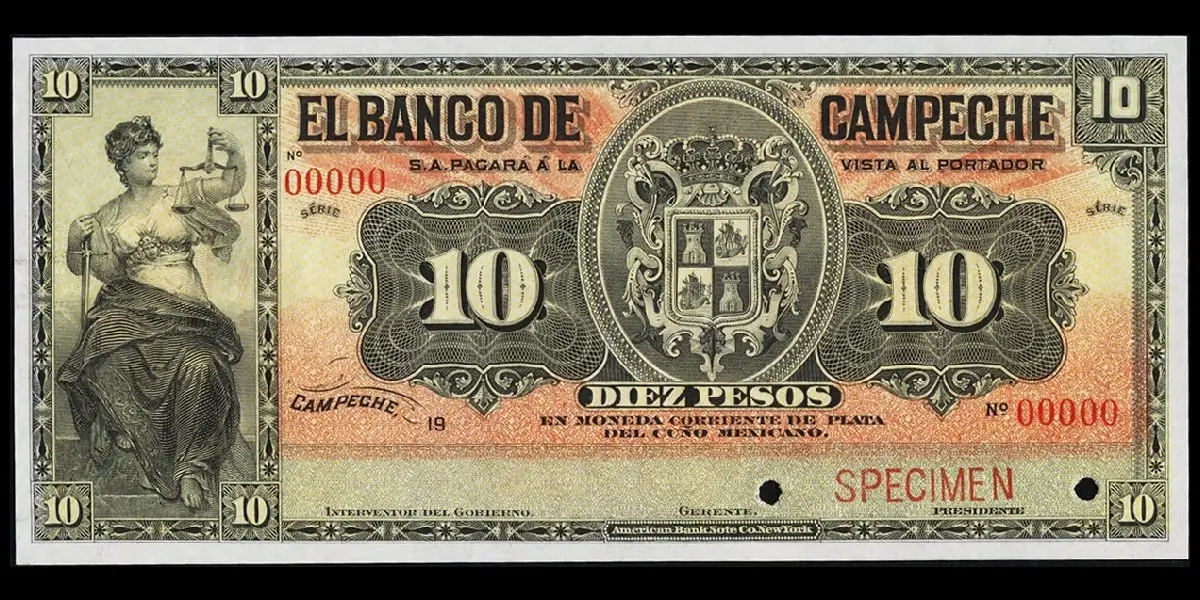 10 10 10
EL BANCO DE CAMPECHE
Nº S.A. PAGARÁ Á LA VISTA AL PORTADOR
00000
SÉRIE SÉRIE
10 10
DIEZ PESOS
CAMPECHE, 19 Nº 00000
EN MONEDA CORRIENTE DE PLATA
DEL CUÑO MEXICANO.
SPECIMEN
10 10 10
INTERVENTOR DEL GOBIERNO. GERENTE. PRESIDENTE
American Bank Note Co. New York